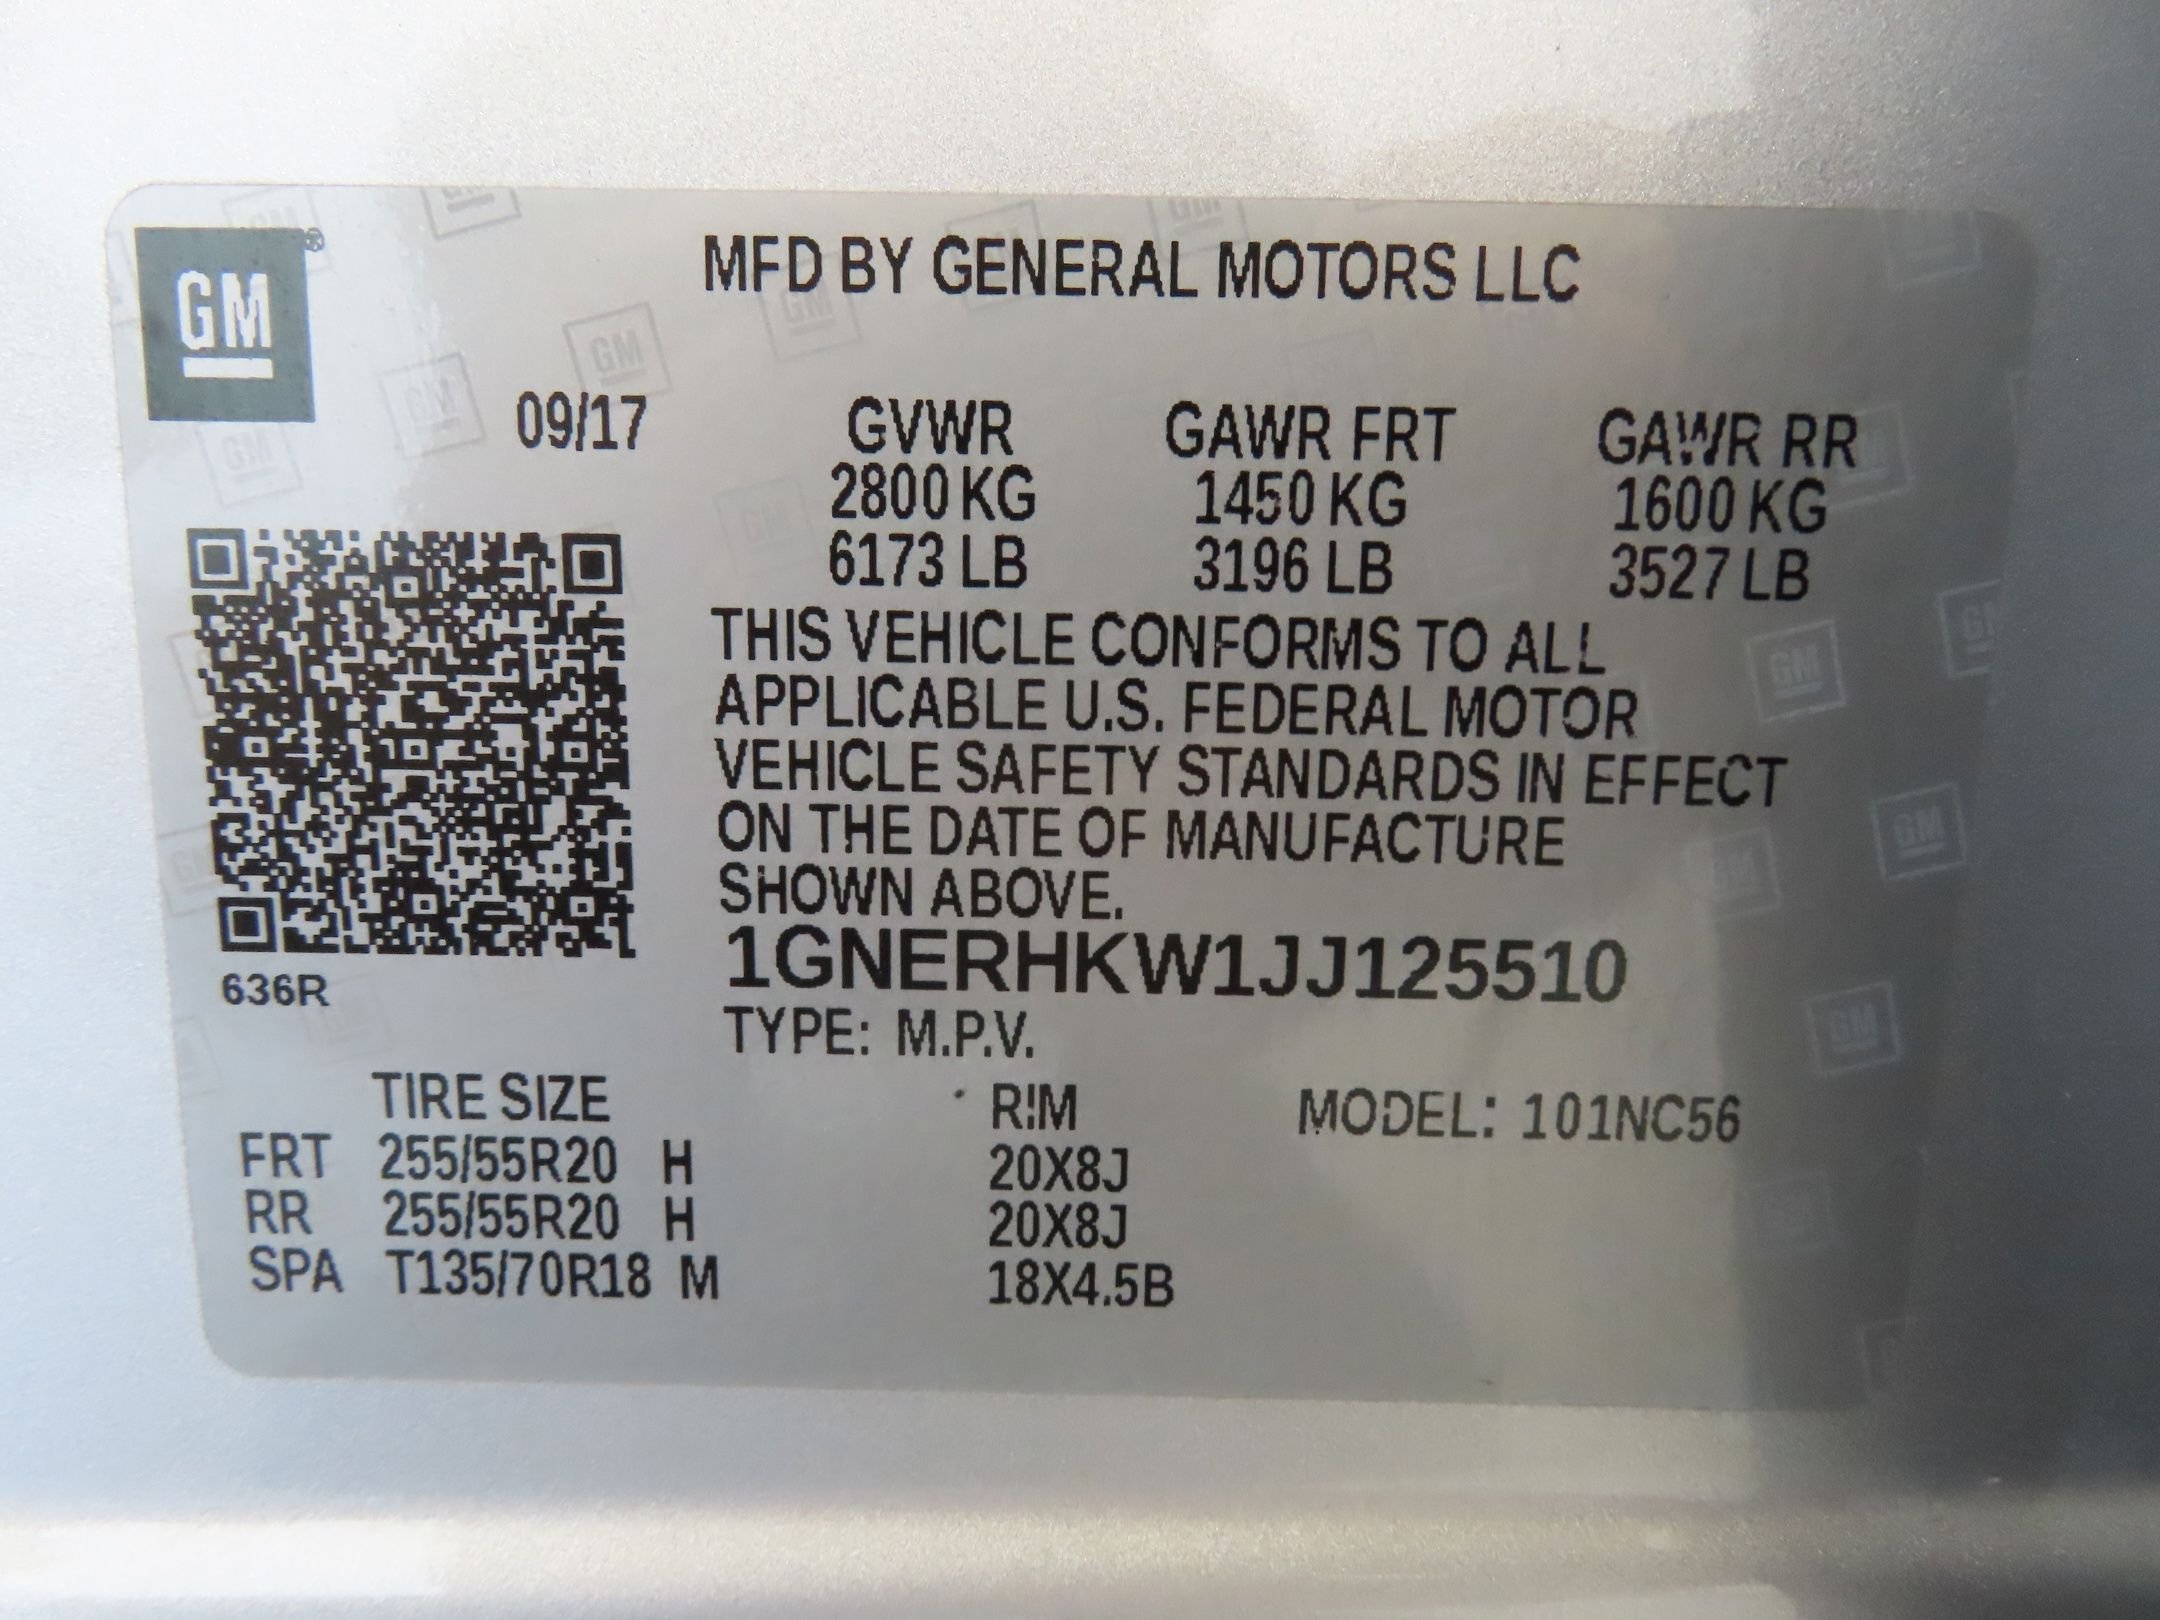 GM®
MFD BY GENERAL MOTORS LLC
09/17 GVWR GAWR FRT GAWR RR
2800 KG 1450 KG 1600 KG
6173 LB 3196 LB 3527 LB
THIS VEHICLE CONFORMS TO ALL
APPLICABLE U.S. FEDERAL MOTOR
VEHICLE SAFETY STANDARDS IN EFFECT
ON THE DATE OF MANUFACTURE
SHOWN ABOVE.
1GNERHKW1JJ125510
636R
TYPE: M.P.V.
TIRE SIZE RIM MODEL: 101NC56
FRT 255/55R20 H 20X8J
RR 255/55R20 H 20X8J
SPA T135/70R18 M 18X4.5B